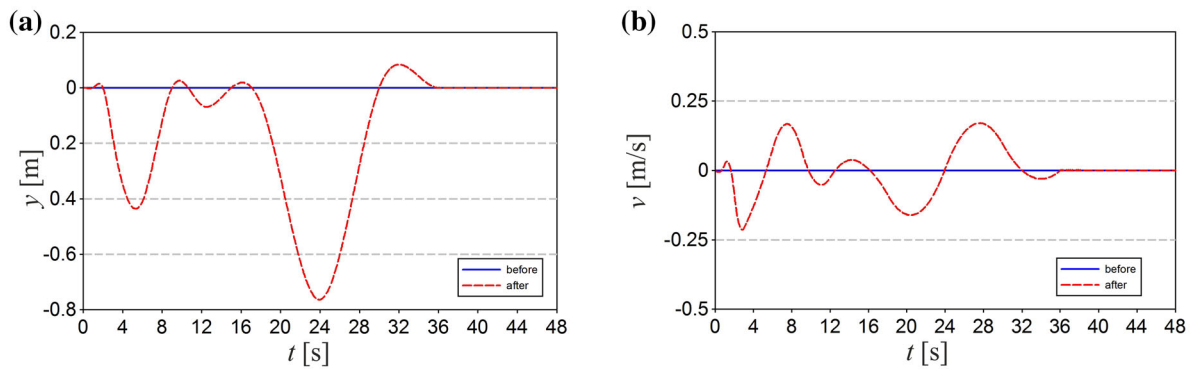 (a)
0.2
0
0.2
0.4
-0.6
-0.8
y [m]
before
after
0 4 8 12 16 20 24 28 32 36 40 44 48
t [s]
(b)
0.5
0.25
0
-0.25
-0.5
v [m/s]
before
after
0 4 8 12 16 20 24 28 32 36 40 44 48
t [s]